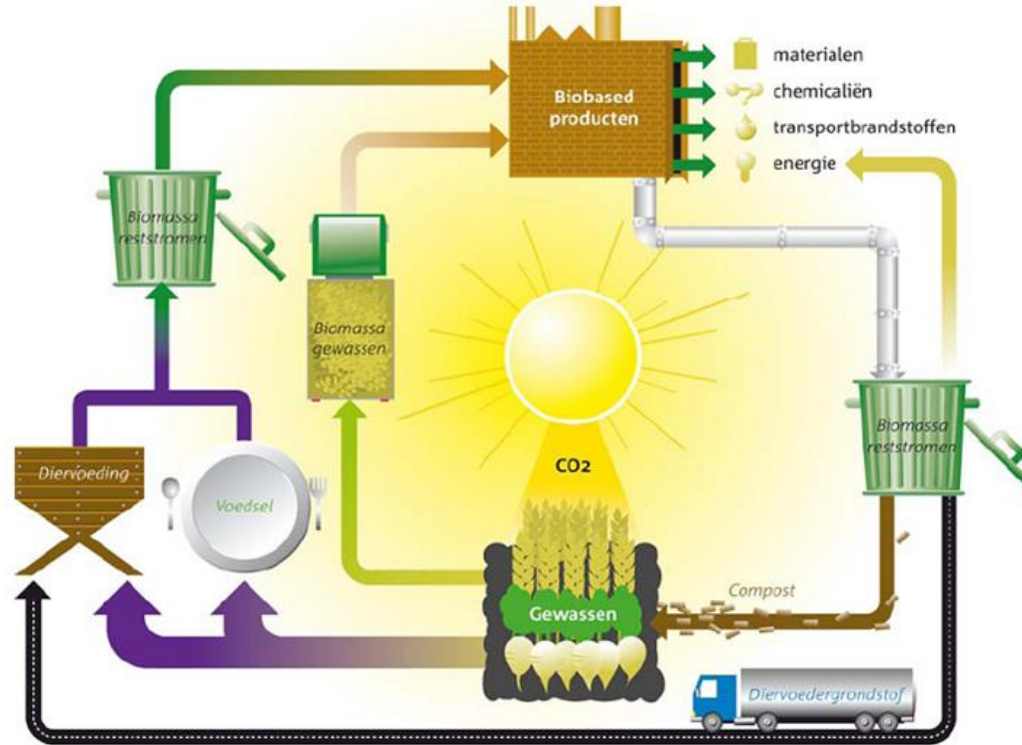 Biobased
producten
materialen
chemicaliën
transportbrandstoffen
energie
Biomassa
reststromen
Biomassa
gewassen
CO2
Biomassa
reststromen
Diervoeding
Voedsel
Gewassen
Compost
Diervoedergrondstof